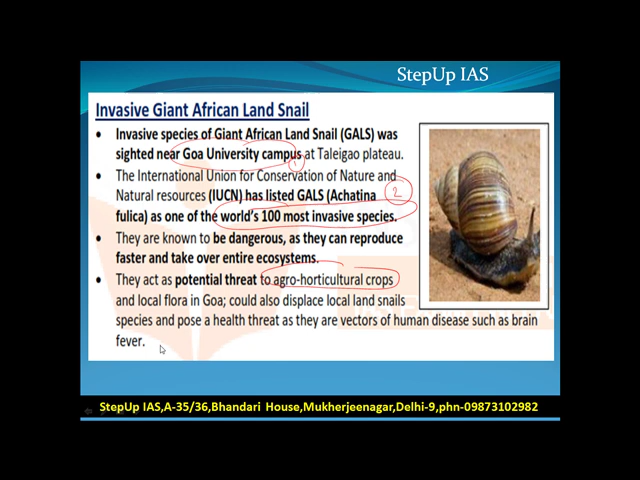 StepUp IAS
Invasive Giant African Land Snail
• Invasive species of Giant African Land Snail (GALS) was
sighted near Goa University campus at Taleigao plateau.
1
• The International Union for Conservation of Nature and
Natural resources (IUCN) has listed GALS (Achatina
2
fulica) as one of the world's 100 most invasive species.
• They are known to be dangerous, as they can reproduce
faster and take over entire ecosystems.
• They act as potential threat to agro-horticultural crops
and local flora in Goa; could also displace local land snails
species and pose a health threat as they are vectors of human disease such as brain
fever.
StepUp IAS,A-35/36,Bhandari House,Mukherjeenagar,Delhi-9,phn-09873102982